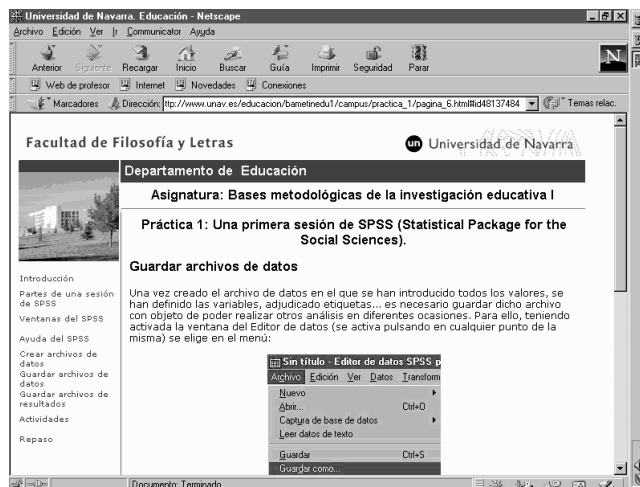 Universidad de Navarra. Educación - Netscape
Archivo Edición Ver Ir Communicator Ayuda
Anterior Siguiente Recargar Inicio Buscar Guía Imprimir Seguridad Parar
N
Web de profesor Internet Novedades Conexiones
Marcadores Dirección: ttp://www.unav.es/educacion/bametinedu1/campus/practica_1/pagina_6.html#id48137484 Temas relac.
Facultad de Filosofía y Letras
un Universidad de Navarra
Departamento de Educación
Asignatura: Bases metodológicas de la investigación educativa I
Práctica 1: Una primera sesión de SPSS (Statistical Package for the
Social Sciences).
Introducción
Partes de una sesión
de SPSS
Ventanas del SPSS
Ayuda del SPSS
Crear archivos de
datos
Guardar archivos de
datos
Guardar archivos de
resultados
Actividades
Repaso
Guardar archivos de datos
Una vez creado el archivo de datos en el que se han introducido todos los valores, se
han definido las variables, adjudicado etiquetas... es necesario guardar dicho archivo
con objeto de poder realizar otros análisis en diferentes ocasiones. Para ello, teniendo
activada la ventana del Editor de datos (se activa pulsando en cualquier punto de la
misma) se elige en el menú:
Sin título - Editor de datos SPSS p
Archivo Edición Ver Datos Transform
Nuevo
Abrir... Ctrl+O
Captura de base de datos
Leer datos de texto
Guardar Ctrl+S
Guardar como...
Documento: Terminado